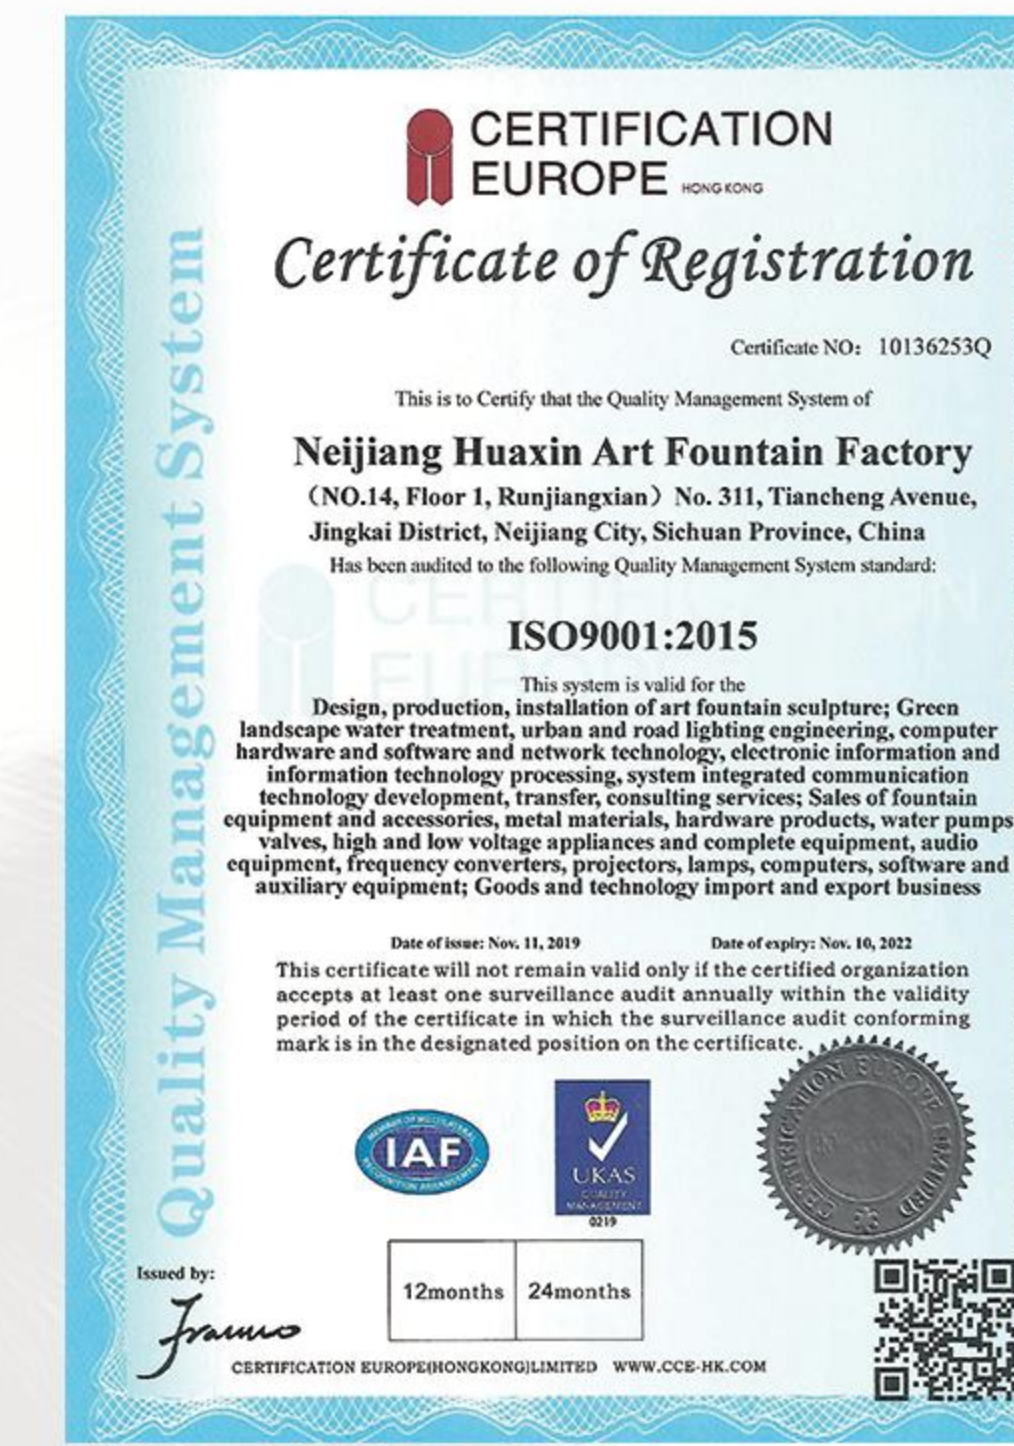 CERTIFICATION
EUROPE HONG KONG
Certificate of Registration
Certificate NO: 10136253Q
This is to Certify that the Quality Management System of
Neijiang Huaxin Art Fountain Factory
（NO.14, Floor 1, Runjiangxian）No. 311, Tiancheng Avenue,
Jingkai District, Neijiang City, Sichuan Province, China
Has been audited to the following Quality Management System standard:
ISO9001:2015
This system is valid for the
Design, production, installation of art fountain sculpture; Green
landscape water treatment, urban and road lighting engineering, computer
hardware and software and network technology, electronic information and
information technology processing, system integrated communication
technology development, transfer, consulting services; Sales of fountain
equipment and accessories, metal materials, hardware products, water pumps
valves, high and low voltage appliances and complete equipment, audio
equipment, frequency converters, projectors, lamps, computers, software and
auxiliary equipment; Goods and technology import and export business
Date of issue: Nov. 11, 2019 Date of expiry: Nov. 10, 2022
This certificate will not remain valid only if the certified organization
accepts at least one surveillance audit annually within the validity
period of the certificate in which the surveillance audit conforming
mark is in the designated position on the certificate.
Quality Management System
MEMBER OF MULTILATERAL
IAF
RECOGNITION ARRANGEMENT
UKAS
QUALITY
MANAGEMENT
0219
CERTIFICATION EUROPE LIMITED
Issued by:
12months 24months
CERTIFICATION EUROPE(HONGKONG)LIMITED WWW.CCE-HK.COM